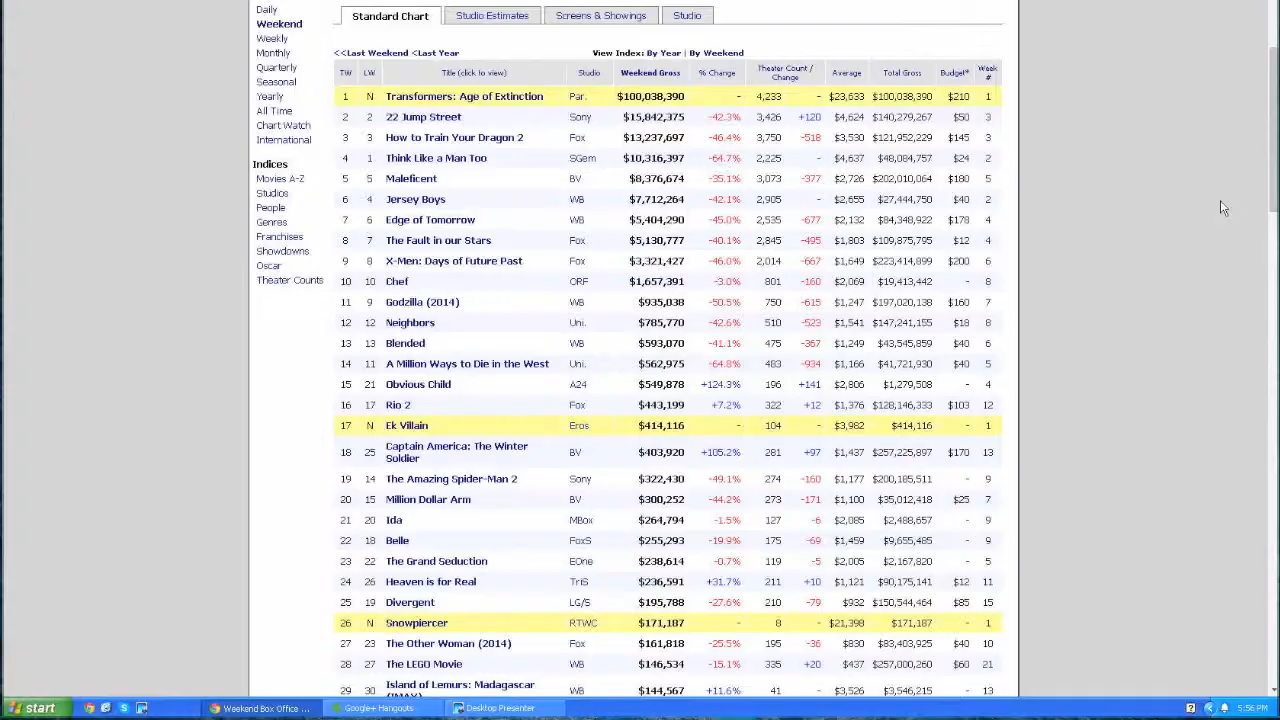 Daily
Weekend
Weekly
Monthly
Quarterly
Seasonal
Yearly
All Time
Chart Watch
International
Indices
Movies A-Z
Studios
People
Genres
Franchises
Showdowns
Oscar
Theater Counts
Standard Chart Studio Estimates Screens & Showings Studio
<<Last Weekend <Last Year View Index: By Year | By Weekend
TW LW Title (click to view) Studio Weekend Gross % Change Theater Count / Change Average Total Gross Budget* Week #
1 N Transformers: Age of Extinction Par. $100,038,390 - 4,233 - $23,633 $100,038,390 $210 1
2 2 22 Jump Street Sony $15,842,375 -42.3% 3,426 +120 $4,624 $140,279,267 $50 3
3 3 How to Train Your Dragon 2 Fox $13,237,697 -46.4% 3,750 -518 $3,530 $121,952,229 $145 3
4 1 Think Like a Man Too SGem $10,316,397 -64.7% 2,225 - $4,637 $48,084,757 $24 2
5 5 Maleficent BV $8,376,674 -35.1% 3,073 -377 $2,726 $202,010,064 $180 5
6 4 Jersey Boys WB $7,712,264 -42.1% 2,905 - $2,655 $27,444,750 $40 2
7 6 Edge of Tomorrow WB $5,404,290 -45.0% 2,535 -677 $2,132 $84,348,922 $178 4
8 7 The Fault in our Stars Fox $5,130,777 -40.1% 2,845 -495 $1,803 $109,875,795 $12 4
9 8 X-Men: Days of Future Past Fox $3,321,427 -46.0% 2,014 -667 $1,649 $223,414,899 $200 6
10 10 Chef ORF $1,657,391 -3.0% 801 -160 $2,069 $19,413,442 - 8
11 9 Godzilla (2014) WB $935,038 -50.5% 750 -615 $1,247 $197,020,138 $160 7
12 12 Neighbors Uni. $785,770 -42.6% 510 -523 $1,541 $147,241,155 $18 8
13 13 Blended WB $593,070 -41.1% 475 -367 $1,249 $43,545,859 $40 6
14 11 A Million Ways to Die in the West Uni. $562,975 -64.8% 483 -934 $1,166 $41,721,930 $40 5
15 21 Obvious Child A24 $549,878 +124.3% 196 +141 $2,806 $1,279,508 - 4
16 17 Rio 2 Fox $443,199 +7.2% 322 +12 $1,376 $128,146,333 $103 12
17 N Ek Villain Eros $414,116 - 104 - $3,982 $414,116 - 1
18 25 Captain America: The Winter Soldier BV $403,920 +105.2% 281 +97 $1,437 $257,225,897 $170 13
19 14 The Amazing Spider-Man 2 Sony $322,430 -49.1% 274 -160 $1,177 $200,185,511 - 9
20 15 Million Dollar Arm BV $300,252 -44.2% 273 -171 $1,100 $35,012,418 $25 7
21 20 Ida MBox $264,794 -1.5% 127 -6 $2,085 $2,488,657 - 9
22 18 Belle FoxS $255,293 -19.9% 175 -69 $1,459 $9,655,485 - 9
23 22 The Grand Seduction EOne $238,614 -0.7% 119 -5 $2,005 $2,167,820 - 5
24 26 Heaven is for Real TriS $236,591 +31.7% 211 +10 $1,121 $90,175,141 $12 11
25 19 Divergent LG/S $195,788 -27.6% 210 -79 $932 $150,544,464 $85 15
26 N Snowpiercer RTWC $171,187 - 8 - $21,398 $171,187 - 1
27 23 The Other Woman (2014) Fox $161,818 -25.5% 195 -36 $830 $83,403,925 $40 10
28 27 The LEGO Movie WB $146,534 -15.1% 335 +20 $437 $257,000,260 $60 21
29 30 Island of Lemurs: Madagascar (IMAX) WB $144,567 +11.6% 41 - $3,526 $3,546,215 - 13
start Weekend Box Office ... Google+ Hangouts Desktop Presenter 5:56 PM